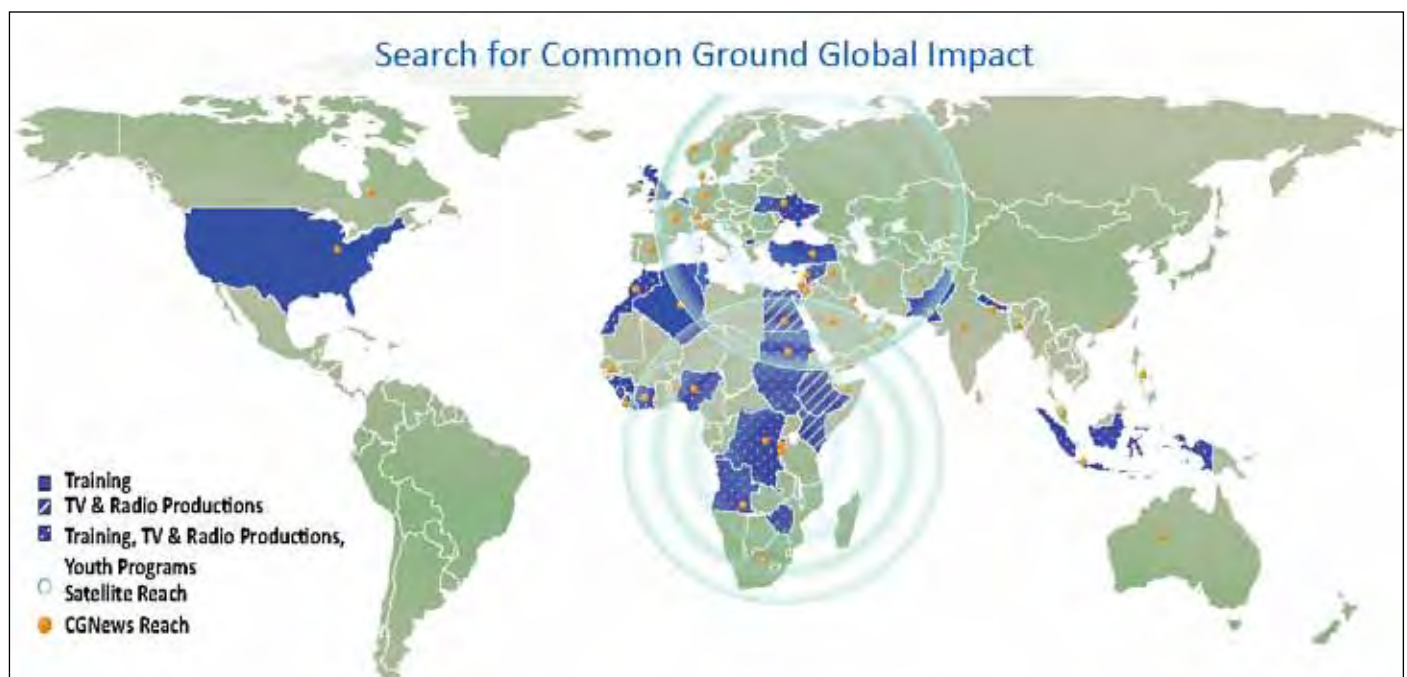 Search for Common Ground Global Impact
Training
TV & Radio Productions
Training, TV & Radio Productions,
Youth Programs
Satellite Reach
CGNews Reach